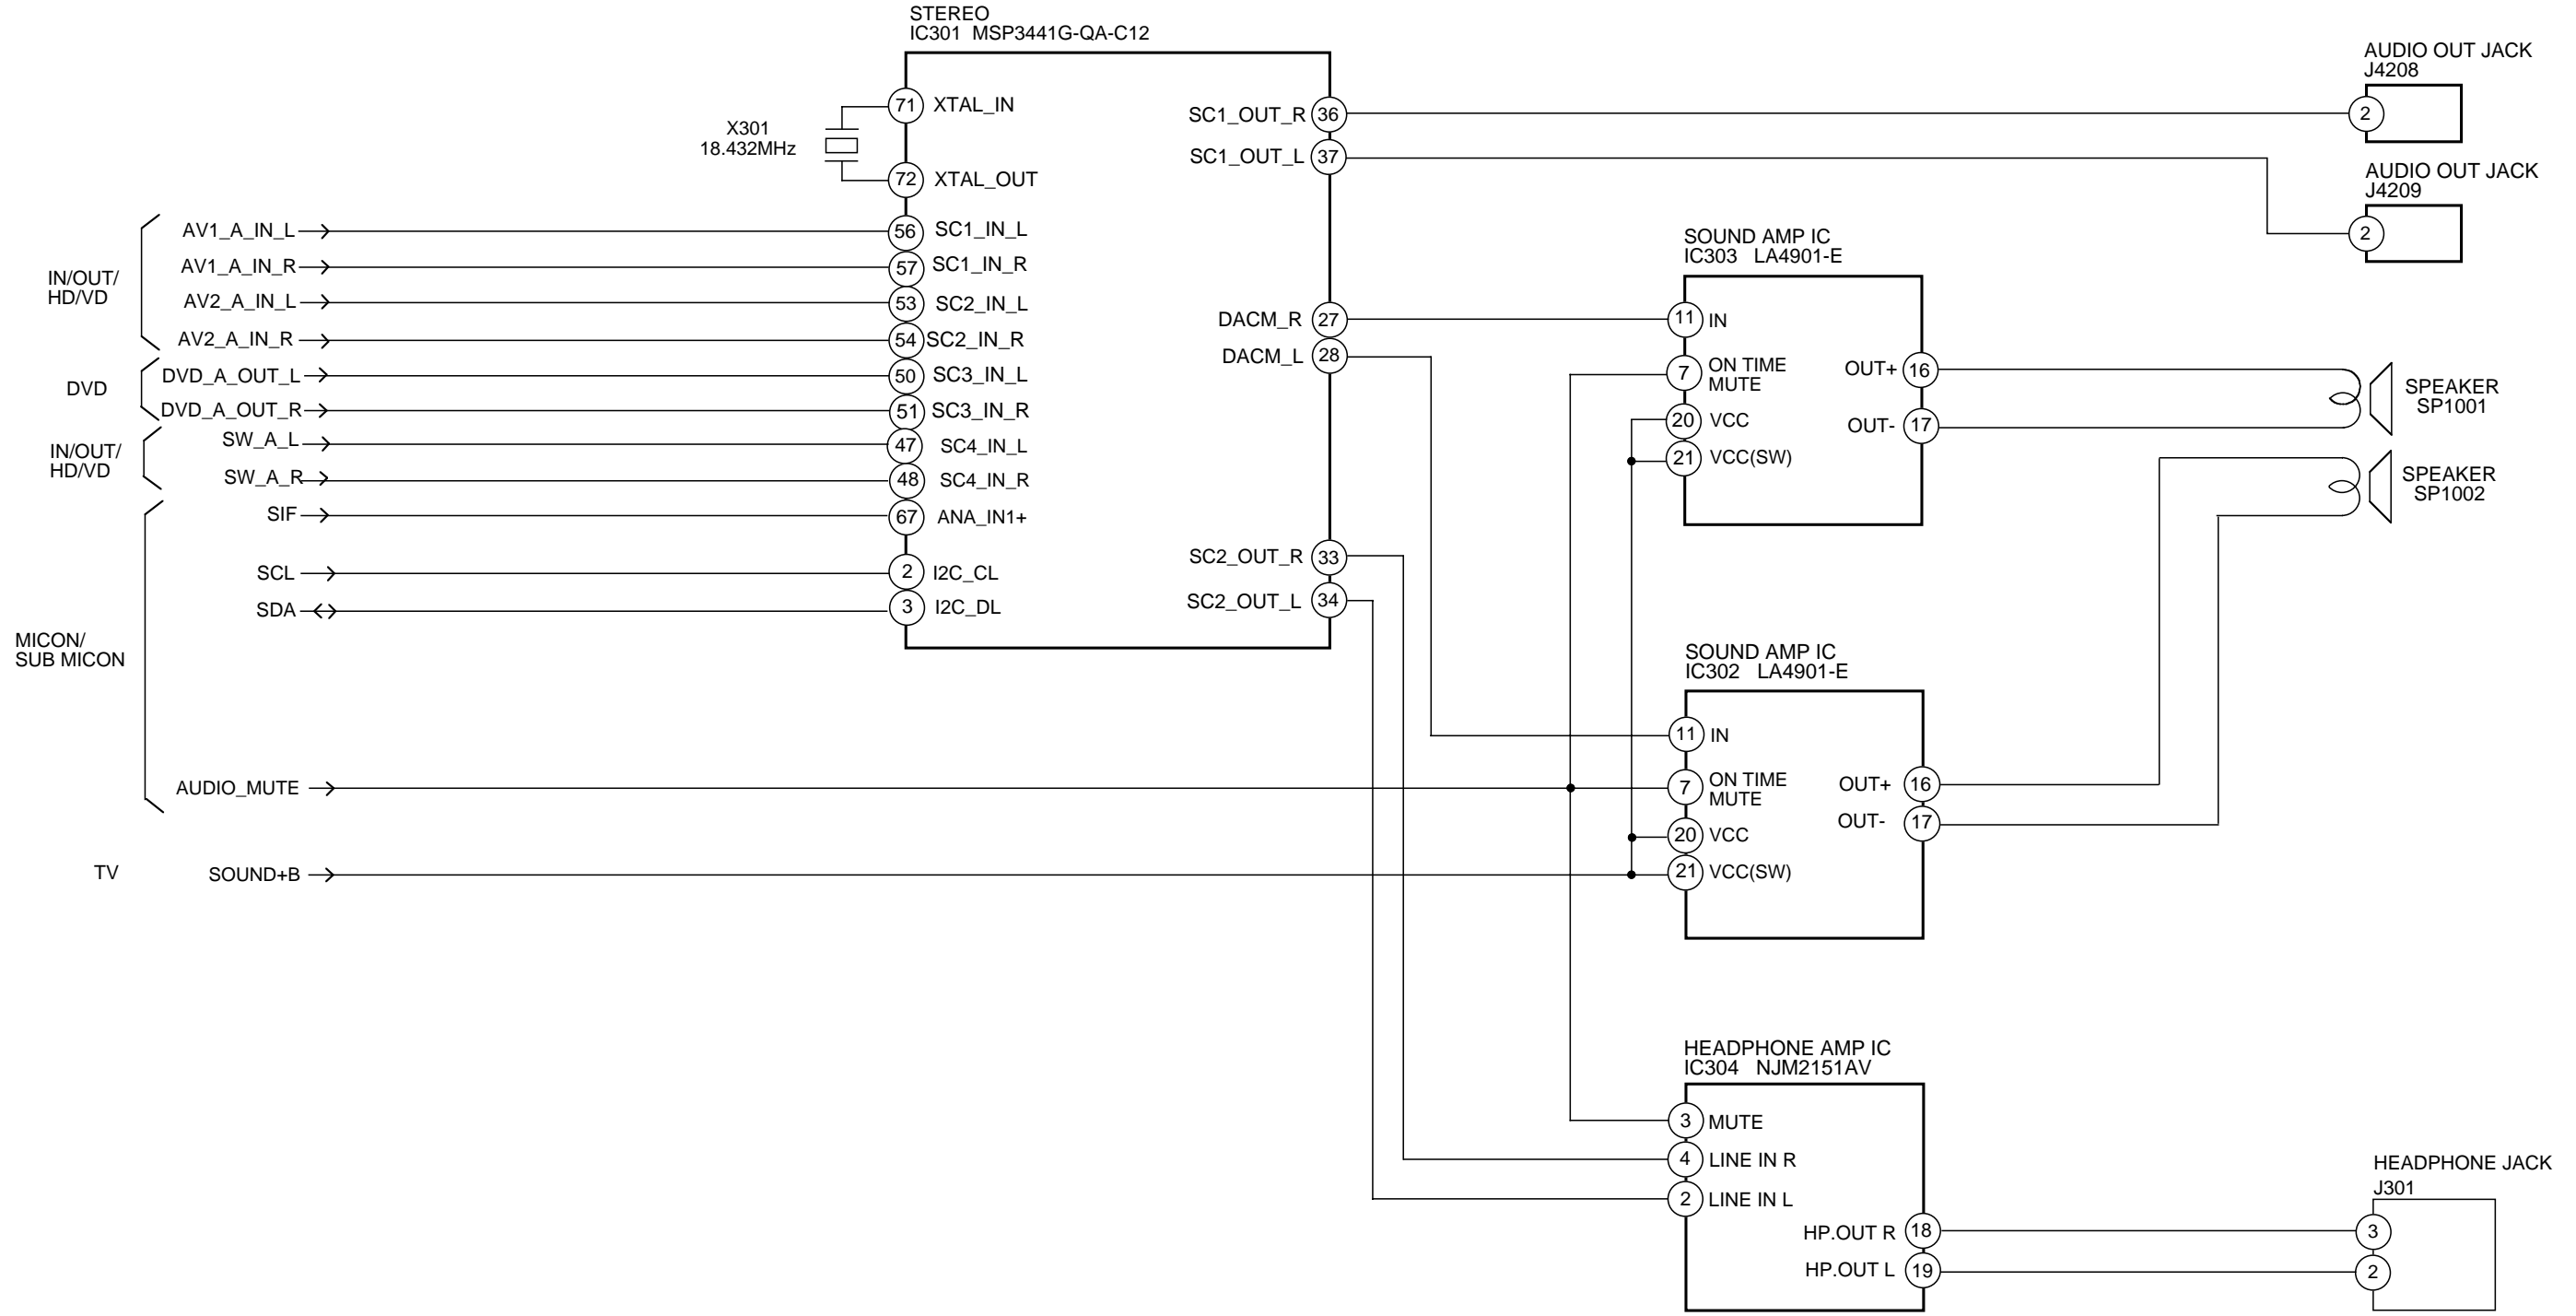 STEREO
IC301 MSP3441G-QA-C12
71 XTAL_IN
X301
18.432MHz
72 XTAL_OUT
IN/OUT/
HD/VD
AV1_A_IN_L 56 SC1_IN_L
AV1_A_IN_R 57 SC1_IN_R
AV2_A_IN_L 53 SC2_IN_L
AV2_A_IN_R 54 SC2_IN_R
DVD
DVD_A_OUT_L 50 SC3_IN_L
DVD_A_OUT_R 51 SC3_IN_R
IN/OUT/
HD/VD
SW_A_L 47 SC4_IN_L
SW_A_R 48 SC4_IN_R
MICON/
SUB MICON
SIF 67 ANA_IN1+
SCL 2 I2C_CL
SDA 3 I2C_DL
AUDIO_MUTE
TV SOUND+B
SC1_OUT_R 36
SC1_OUT_L 37
DACM_R 27
DACM_L 28
SC2_OUT_R 33
SC2_OUT_L 34
AUDIO OUT JACK
J4208
2
AUDIO OUT JACK
J4209
2
SOUND AMP IC
IC303 LA4901-E
11 IN
7 ON TIME
MUTE
20 VCC
21 VCC(SW)
OUT+ 16
OUT- 17
SPEAKER
SP1001
SPEAKER
SP1002
SOUND AMP IC
IC302 LA4901-E
11 IN
7 ON TIME
MUTE
20 VCC
21 VCC(SW)
OUT+ 16
OUT- 17
HEADPHONE AMP IC
IC304 NJM2151AV
3 MUTE
4 LINE IN R
2 LINE IN L
HP.OUT R 18
HP.OUT L 19
HEADPHONE JACK
J301
3
2